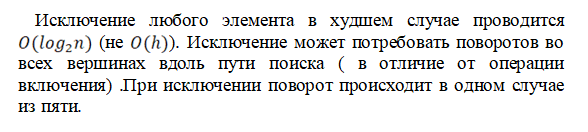 Исключение любого элемента в худшем случае проводится
O(log₂n) (не O(h)). Исключение может потребовать поворотов во
всех вершинах вдоль пути поиска ( в отличие от операции
включения) .При исключении поворот происходит в одном случае
из пяти.